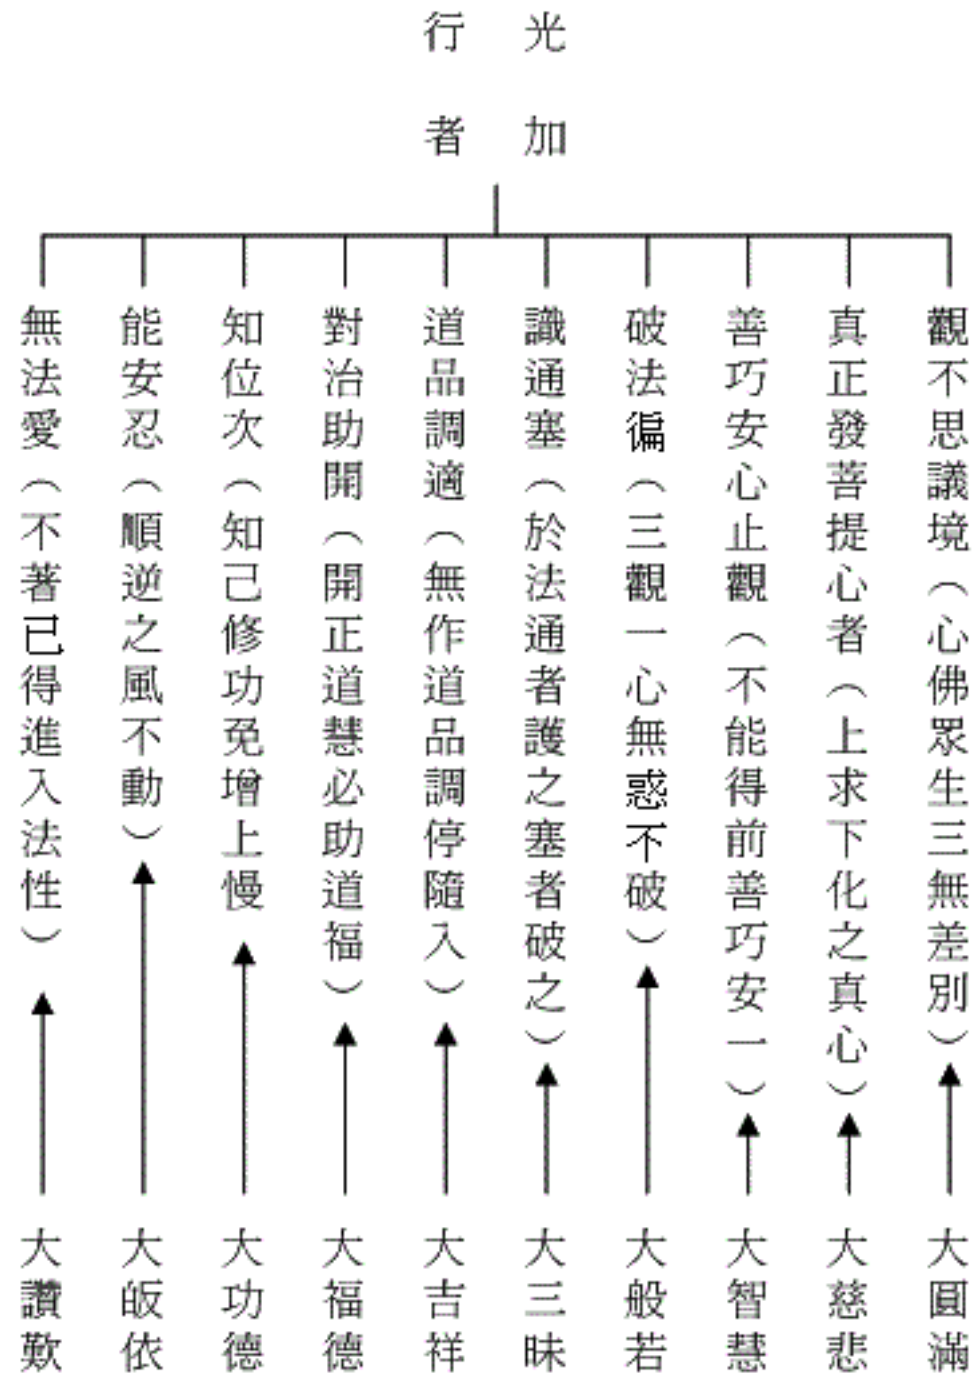 光加
行者
觀不思議境（心佛眾生三無差別）
真正發菩提心者（上求下化之真心）
善巧安心止觀（不能得前善巧安一）
破法徧（三觀一心無惑不破）
識通塞（於法通者護之塞者破之）
道品調適（無作道品調停隨入）
對治助開（開正道慧必助道福）
知位次（知己修功免增上慢
能安忍（順逆之風不動）
無法愛（不著已得進入法性）
大圓滿
大慈悲
大智慧
大般若
大三昧
大吉祥
大福德
大功德
大皈依
大讚歎